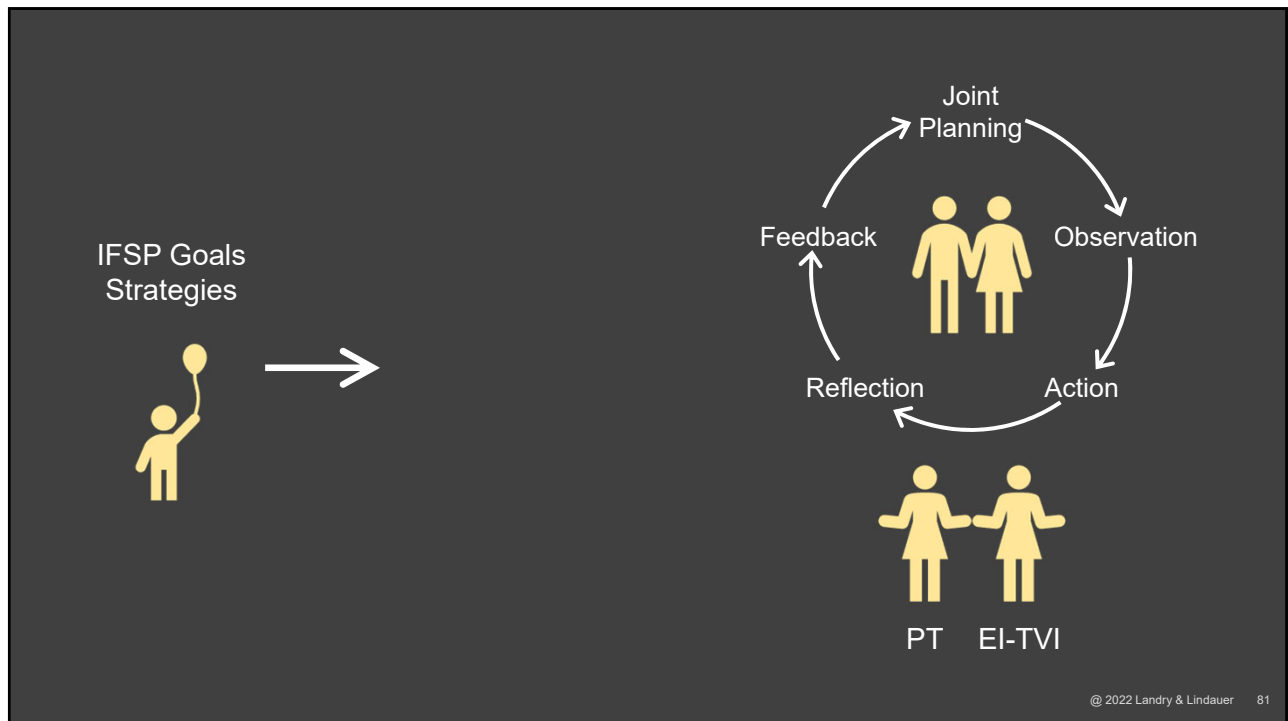 IFSP Goals
Strategies
Joint
Planning
Observation
Action
Reflection
Feedback
PT EI-TVI
@ 2022 Landry & Lindauer 81